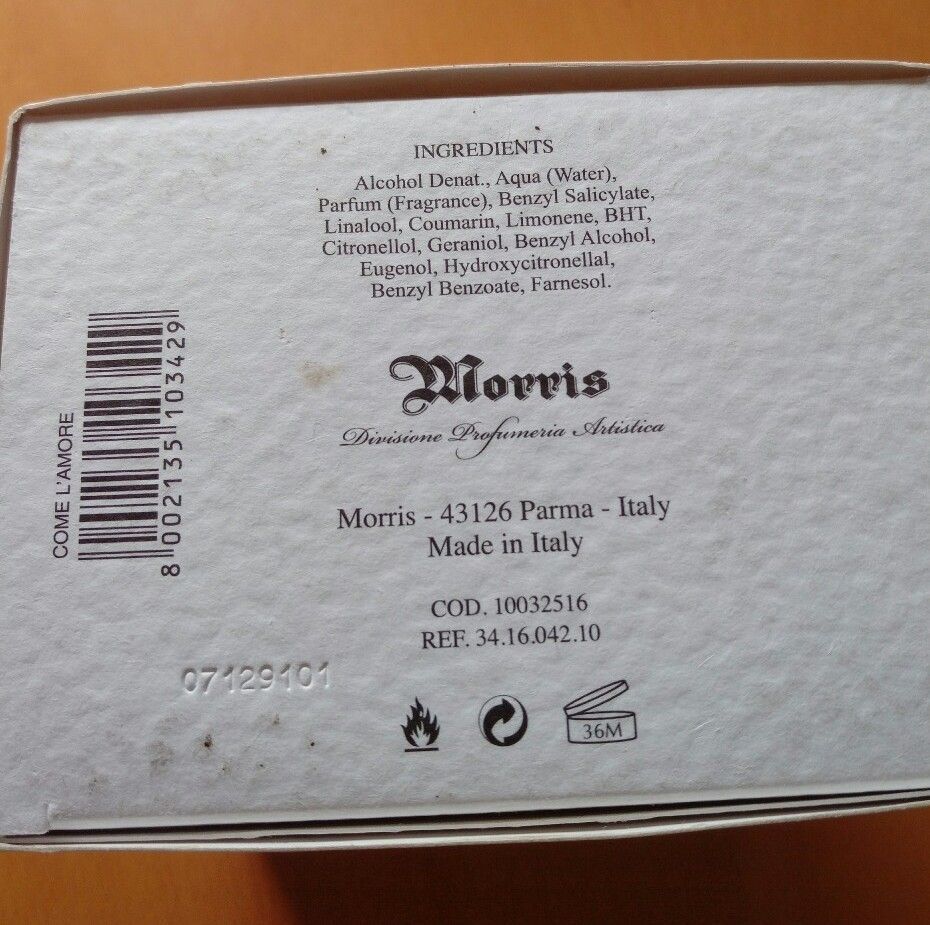 INGREDIENTS
Alcohol Denat., Aqua (Water),
Parfum (Fragrance), Benzyl Salicylate,
Linalool, Coumarin, Limonene, BHT,
Citronellol, Geraniol, Benzyl Alcohol,
Eugenol, Hydroxycitronellal,
Benzyl Benzoate, Farnesol.
COME L'AMORE
8 002135 103429
Morris
Divisione Profumeria Artistica
Morris - 43126 Parma - Italy
Made in Italy
COD. 10032516
REF. 34.16.042.10
07129101
36M